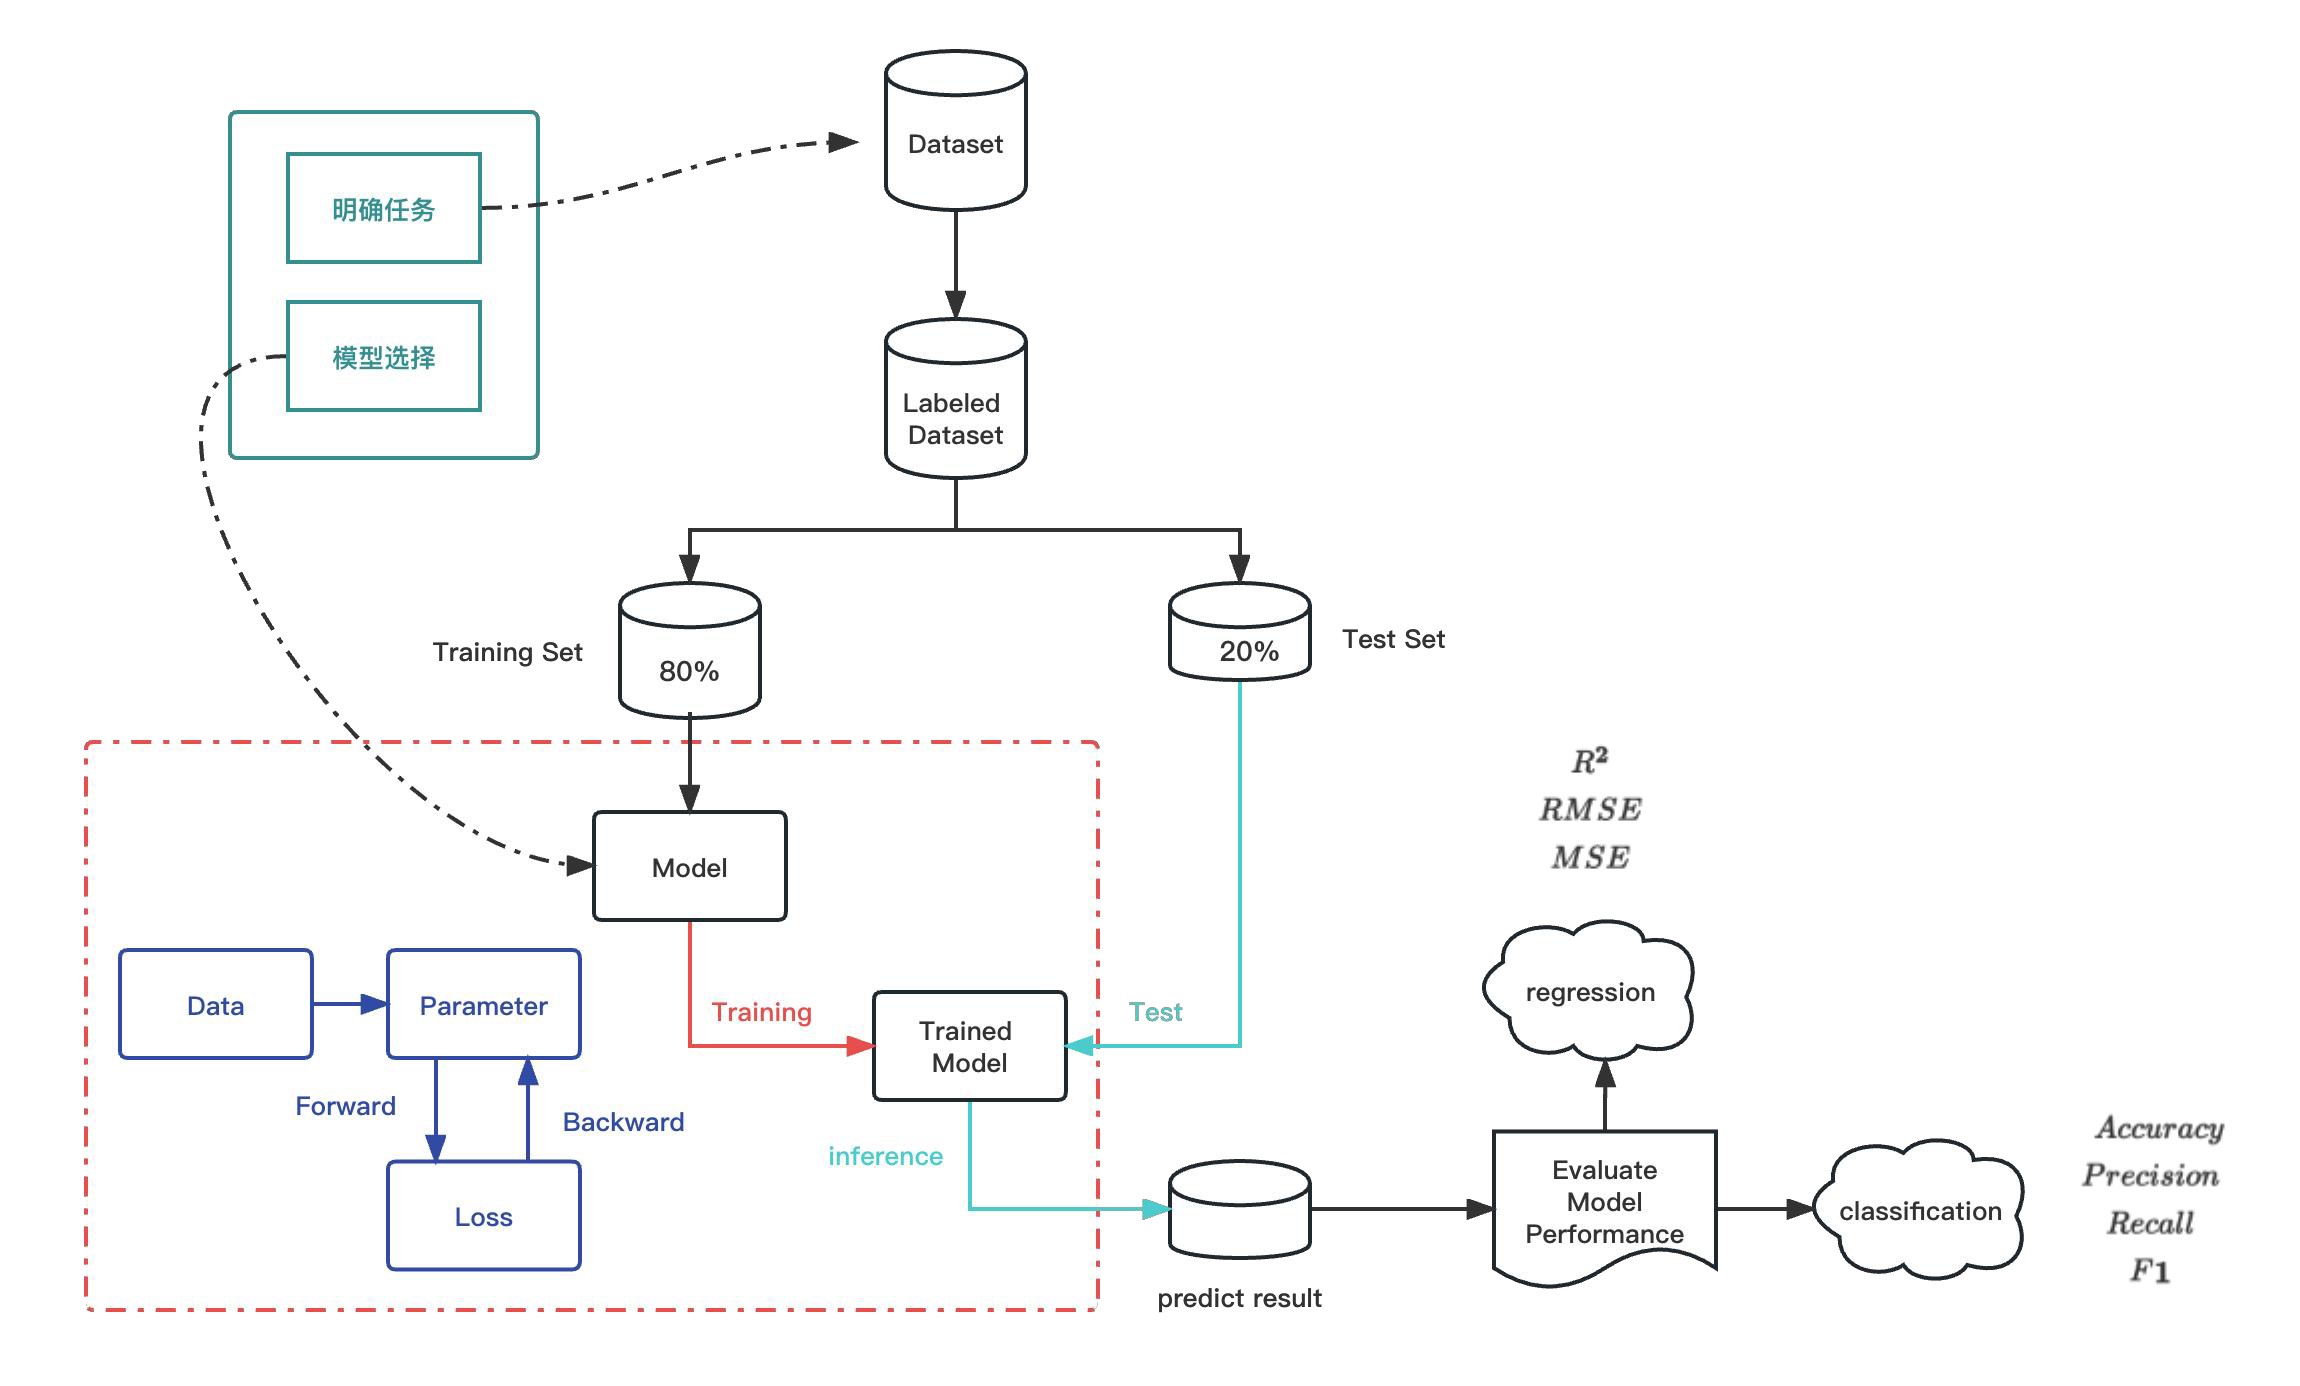 Dataset
明确任务
模型选择
Labeled
Dataset
Training Set
80%
20%
Test Set
R²
RMSE
MSE
Model
regression
Data
Parameter
Training
Trained
Model
Test
Forward
Backward
inference
Loss
predict result
Evaluate
Model
Performance
classification
Accuracy
Precision
Recall
F1